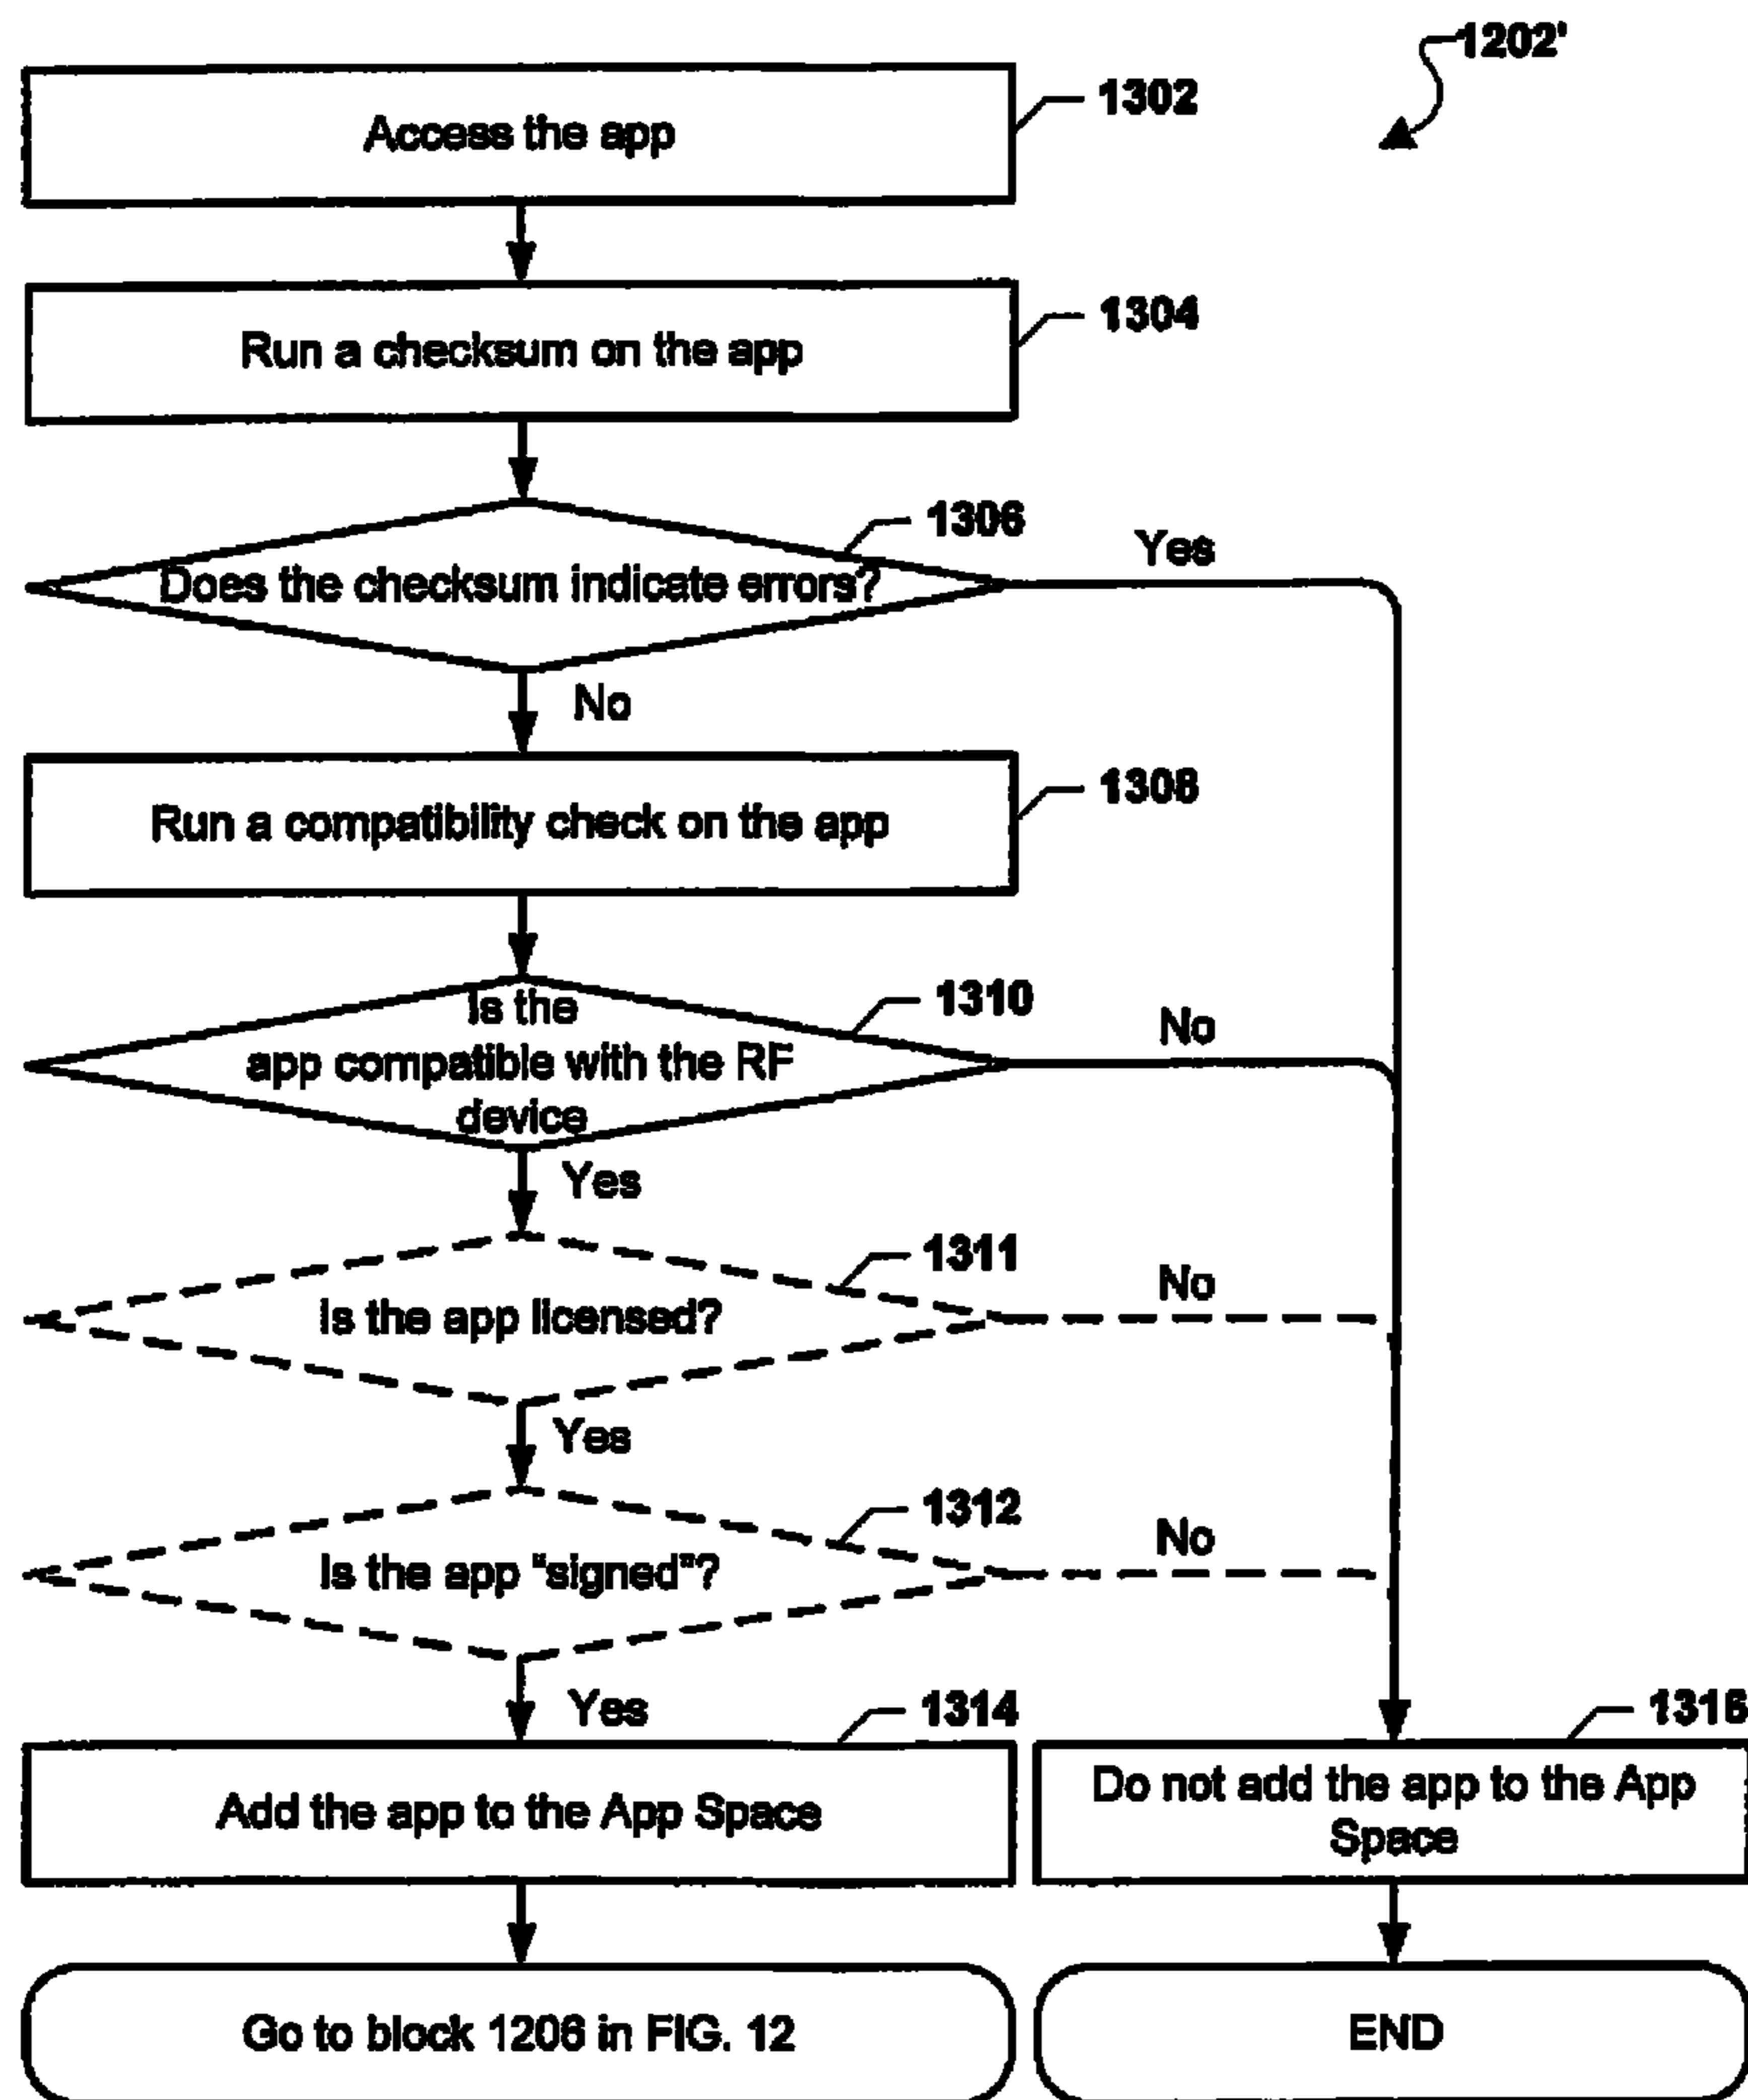 1202'
Access the app
1302
Run a checksum on the app
1304
Does the checksum indicate errors?
1306
Yes
No
Run a compatibility check on the app
1308
Is the
app compatible with the RF
device
1310
No
Yes
Is the app licensed?
1311
No
Yes
Is the app “signed”?
1312
No
Yes
Add the app to the App Space
1314
Do not add the app to the App
Space
1316
Go to block 1206 in FIG. 12
END